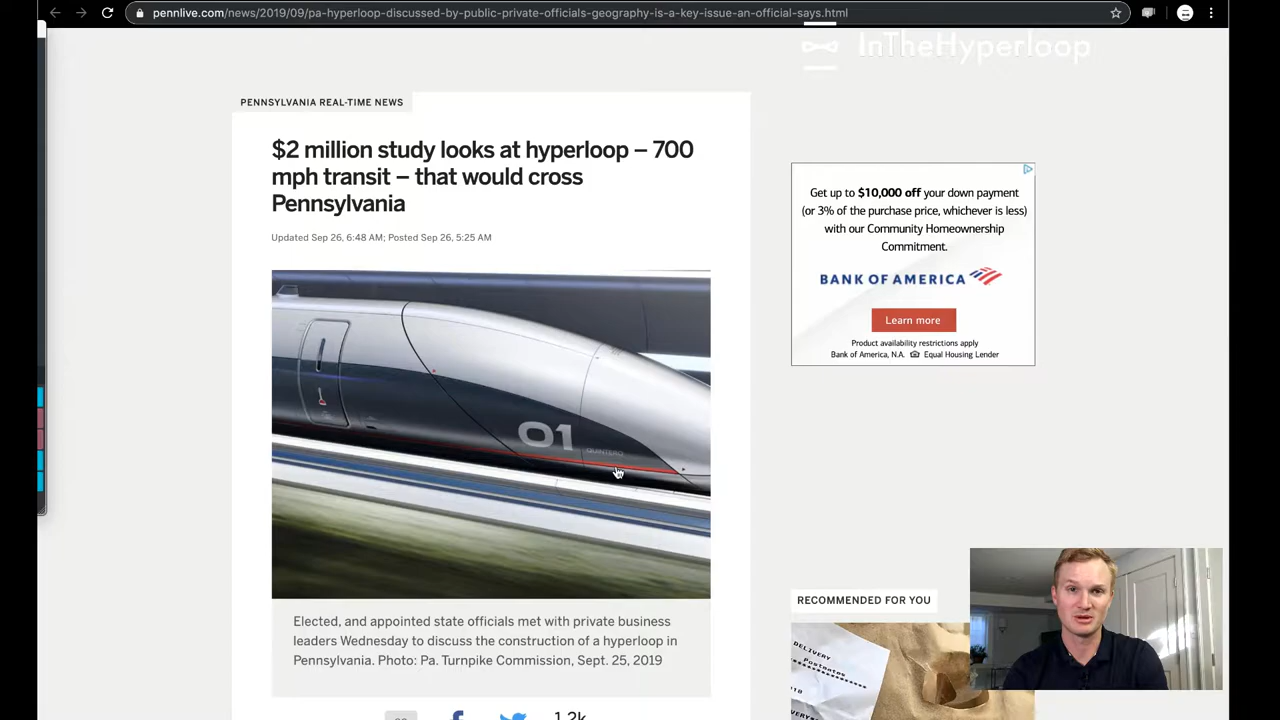 pennlive.com/news/2019/09/pa-hyperloop-discussed-by-public-private-officials-geography-is-a-key-issue-an-official-says.html
InTheHyperloop
PENNSYLVANIA REAL-TIME NEWS
$2 million study looks at hyperloop – 700
mph transit – that would cross
Pennsylvania
Updated Sep 26, 6:48 AM; Posted Sep 26, 5:25 AM
01
QUINTERO
Elected, and appointed state officials met with private business
leaders Wednesday to discuss the construction of a hyperloop in
Pennsylvania. Photo: Pa. Turnpike Commission, Sept. 25, 2019
1.2k
Get up to $10,000 off your down payment
(or 3% of the purchase price, whichever is less)
with our Community Homeownership
Commitment.
BANK OF AMERICA
Learn more
Product availability restrictions apply
Bank of America, N.A. Equal Housing Lender
RECOMMENDED FOR YOU
DELIVERY
Postmates